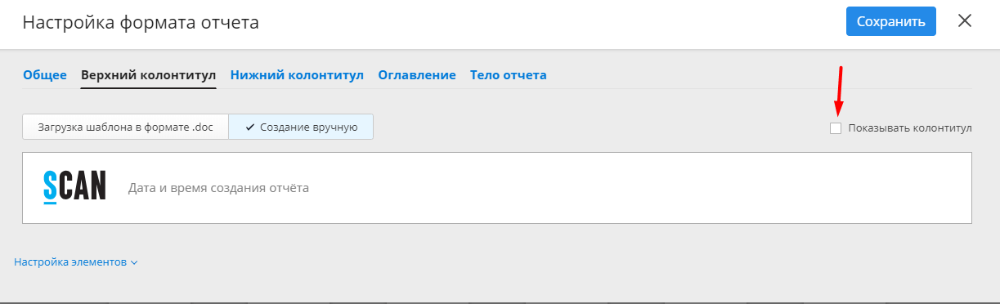 Настройка формата отчета
Сохранить
Общее Верхний колонтитул Нижний колонтитул Оглавление Тело отчета
Загрузка шаблона в формате .doc Создание вручную
Показывать колонтитул
SCAN Дата и время создания отчёта
Настройка элементов